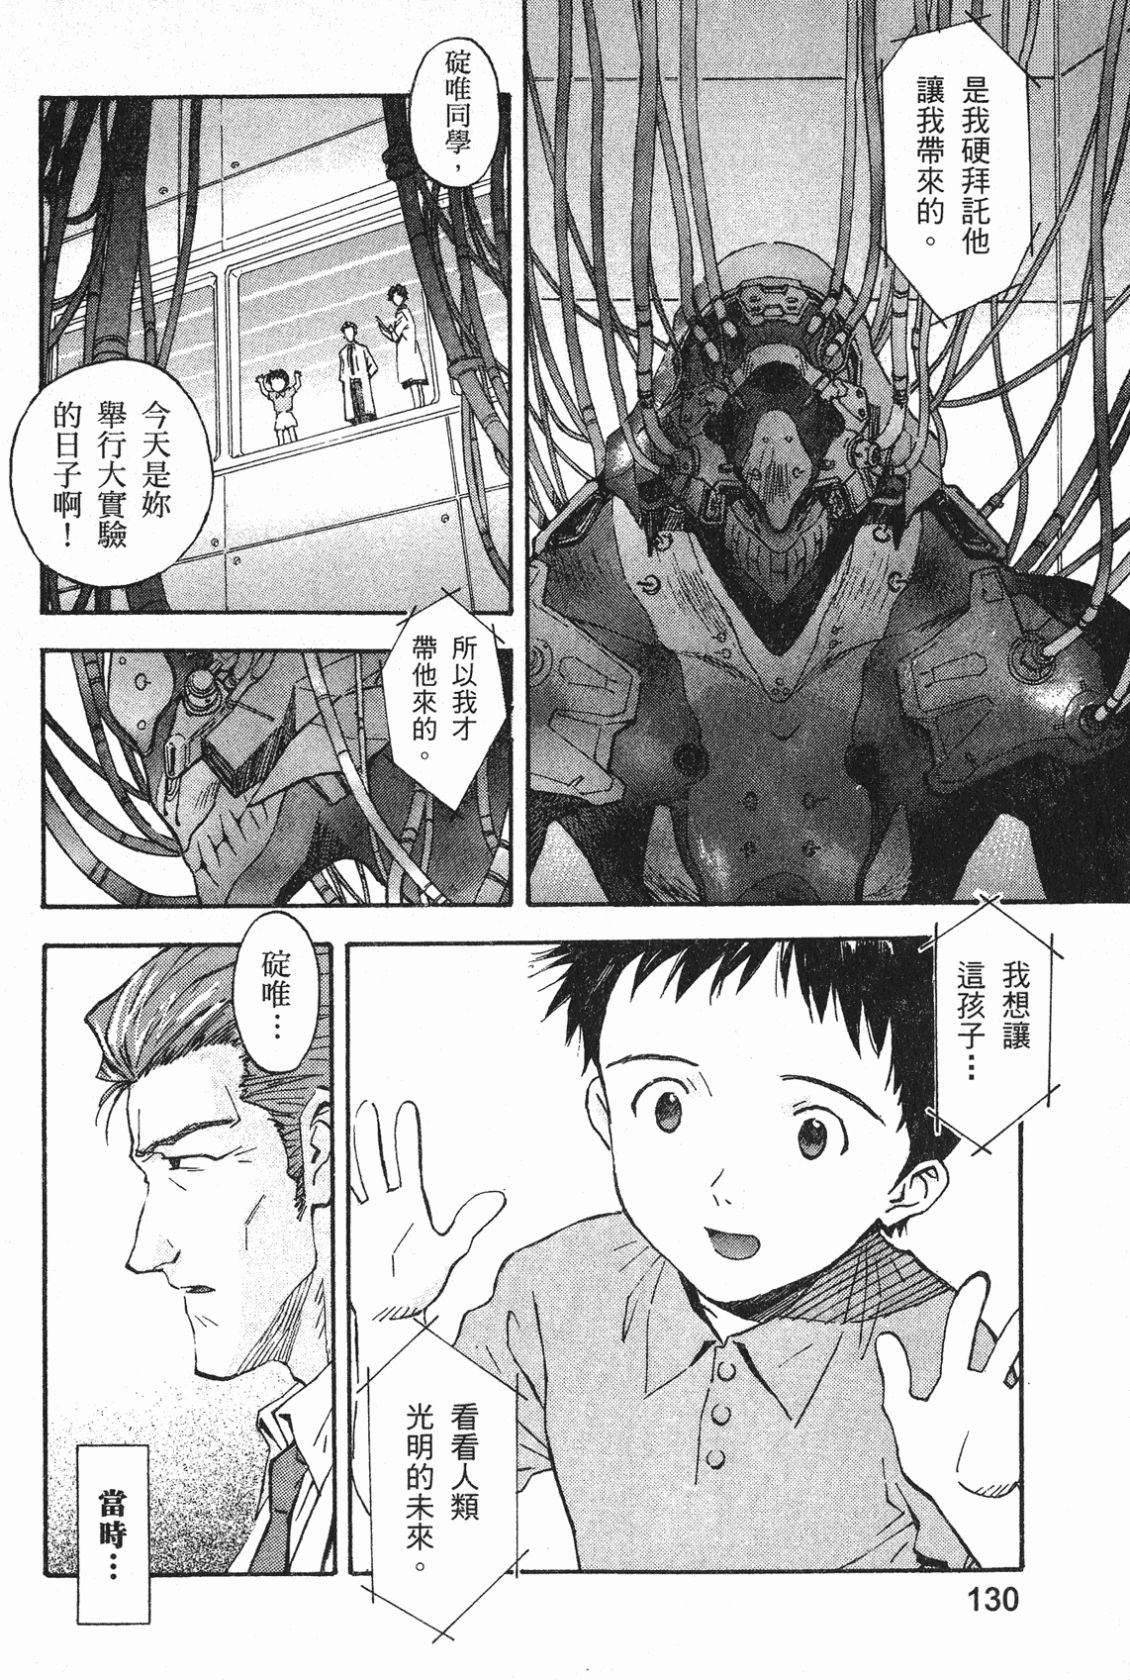 是我硬拜託他
讓我帶來的。
碇唯同學，
今天是妳
舉行大實驗
的日子啊！
所以我才
帶他來的。
我想讓
這孩子…
看看人類
光明的未來。
碇唯…
當時…
130